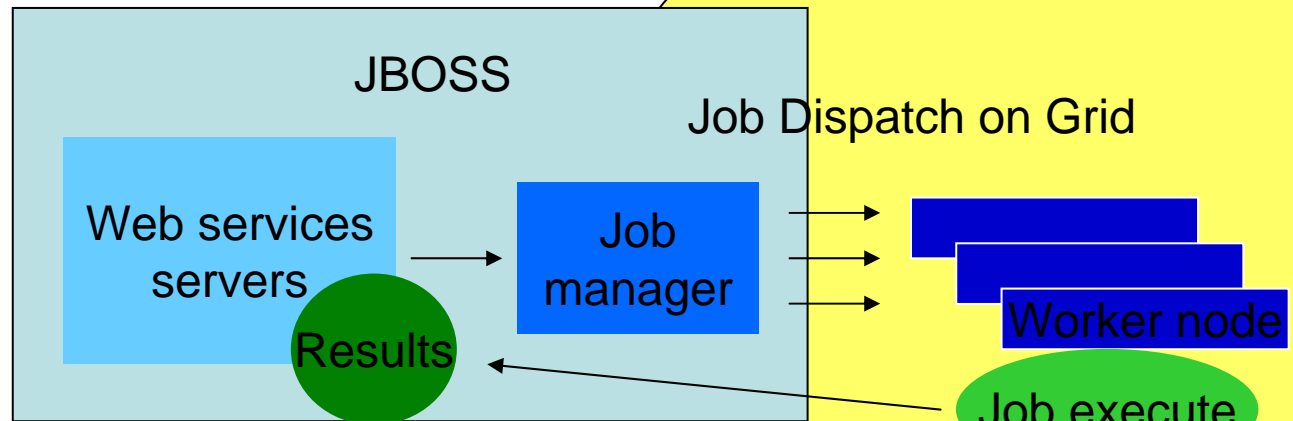 JBOSS
Job Dispatch on Grid
Web services
servers
Job
manager
Results
Worker node
Job execute